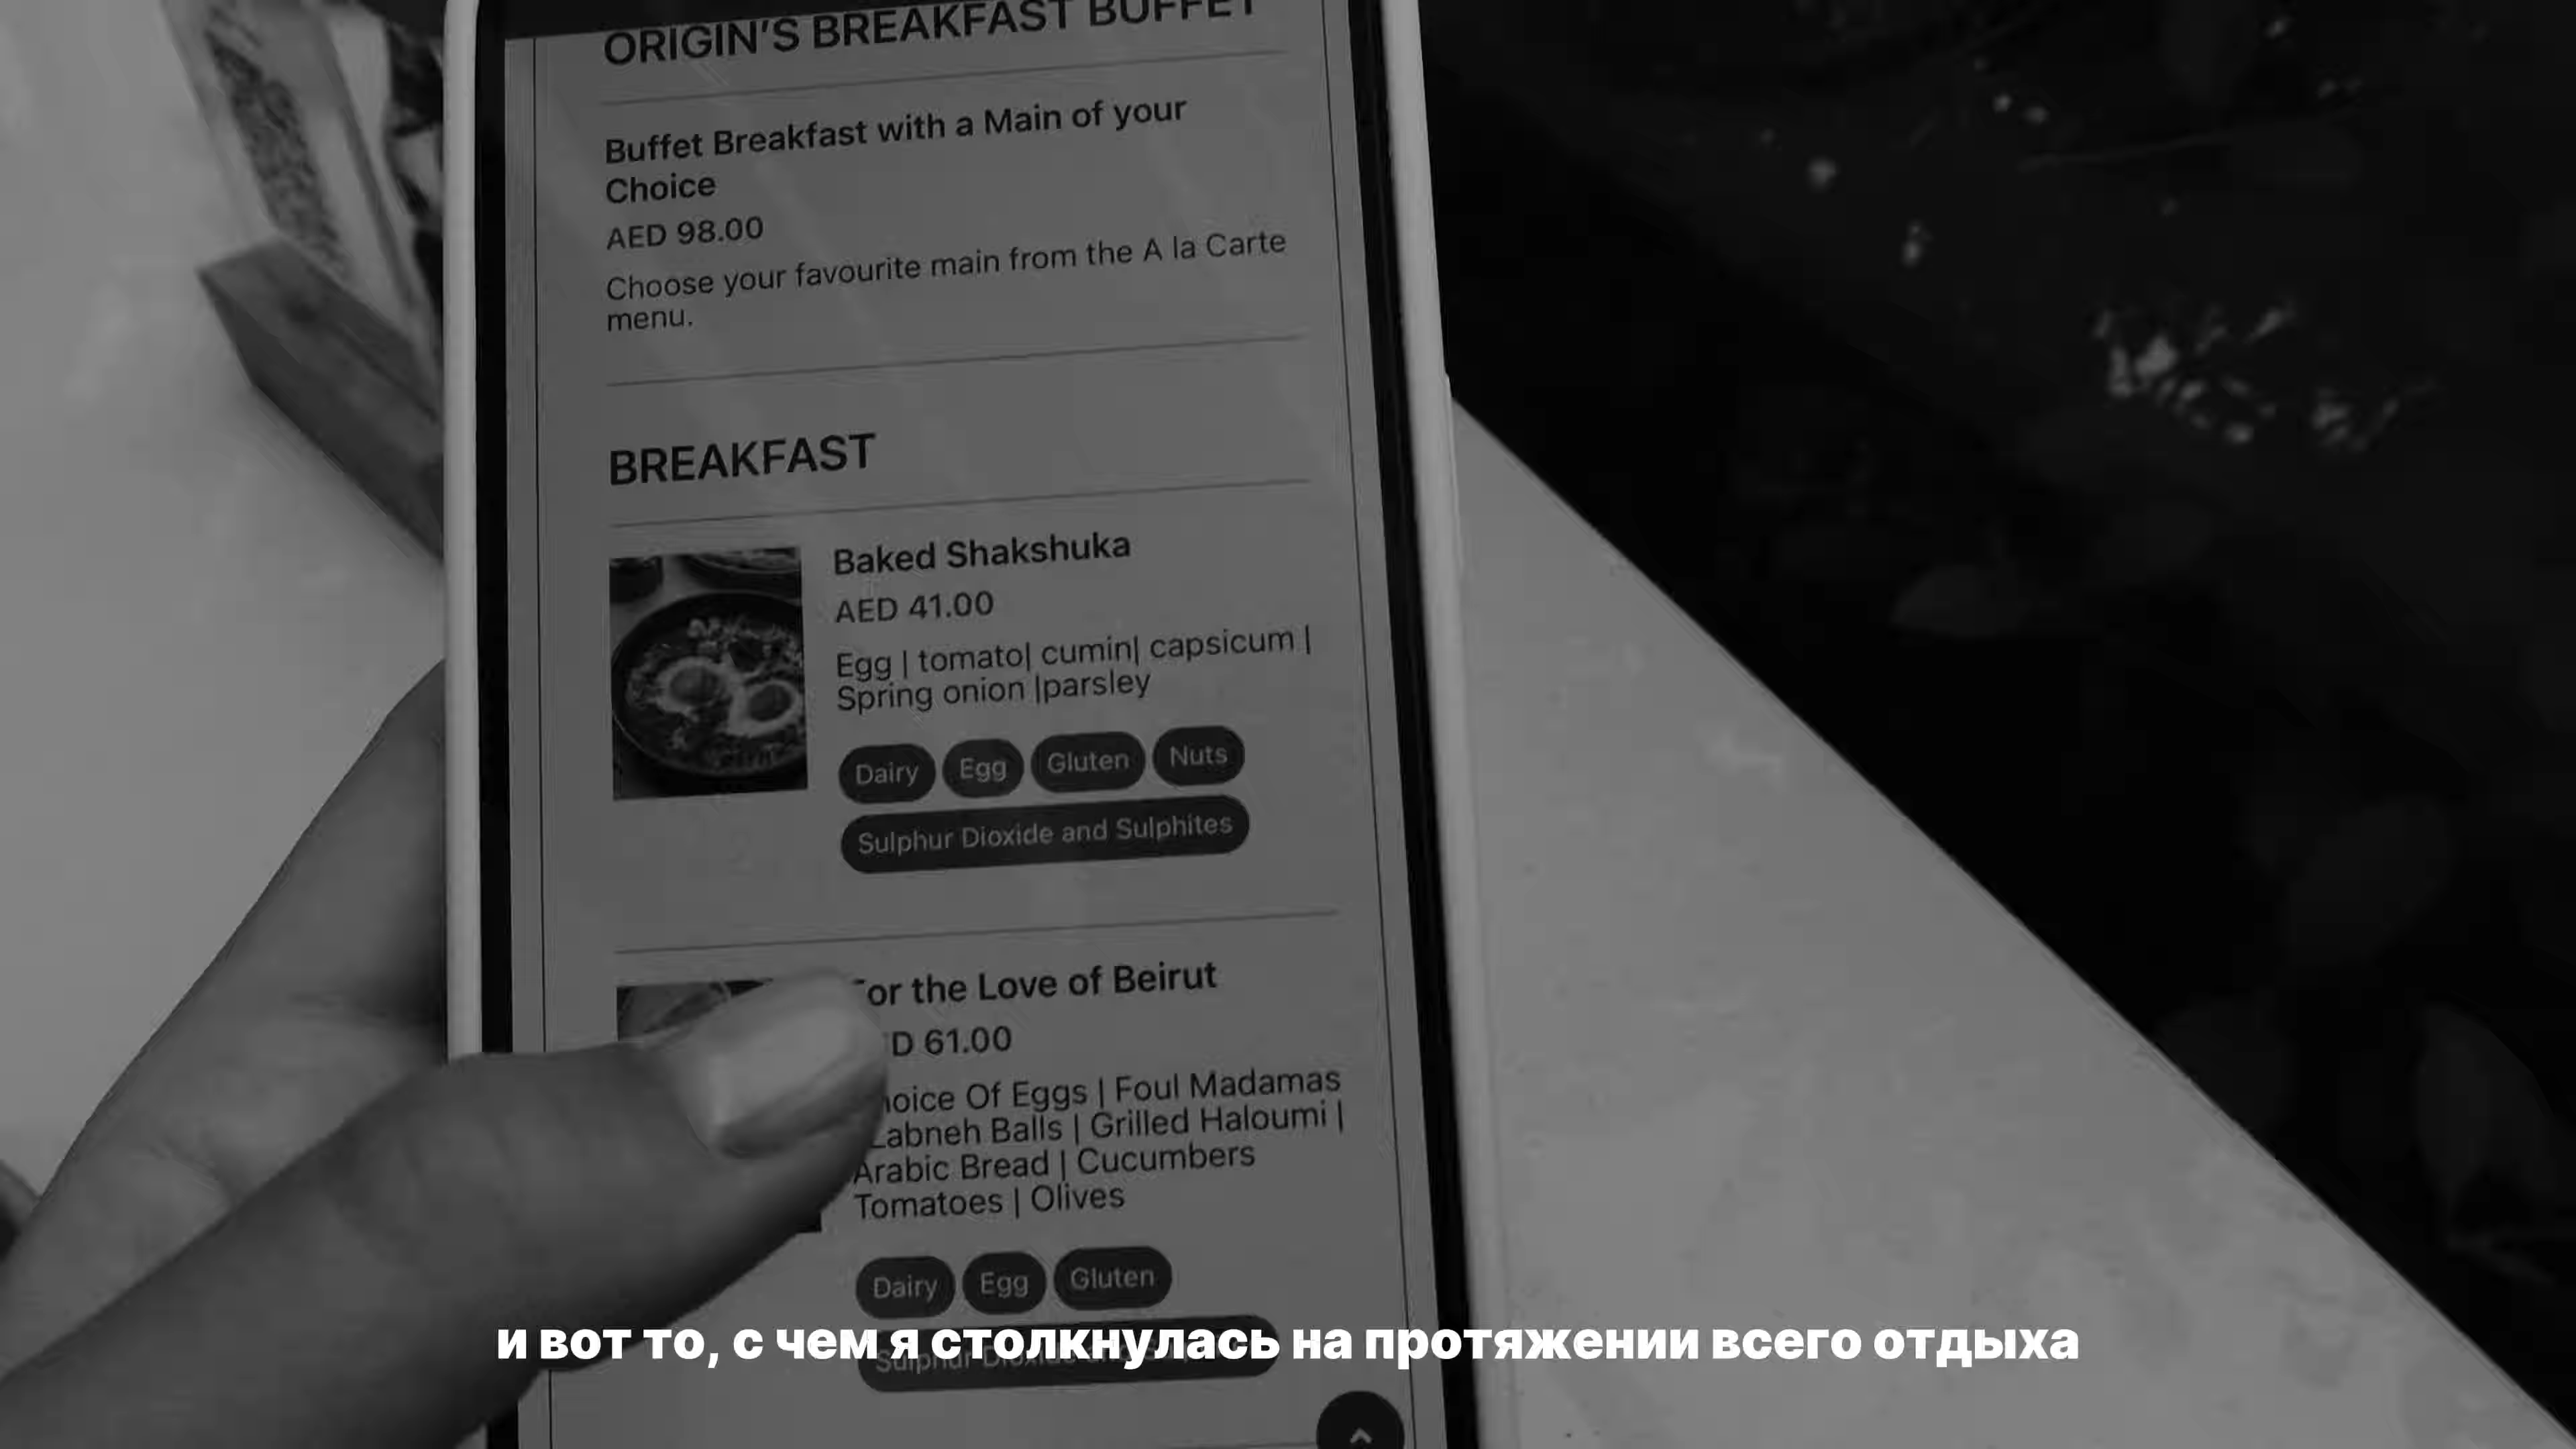 ORIGIN'S BREAKFAST BUFFET
Buffet Breakfast with a Main of your
Choice
AED 98.00
Choose your favourite main from the A la Carte
menu.
BREAKFAST
Baked Shakshuka
AED 41.00
Egg | tomato| cumin| capsicum |
Spring onion |parsley
Dairy Egg Gluten Nuts
Sulphur Dioxide and Sulphites
For the Love of Beirut
D 61.00
Of Eggs | Foul Madamas
Labneh Balls | Grilled Haloumi |
Arabic Bread | Cucumbers
Tomatoes | Olives
Dairy Egg Gluten
Sulphur
и вот то, с чем я столкнулась на протяжении всего отдыха